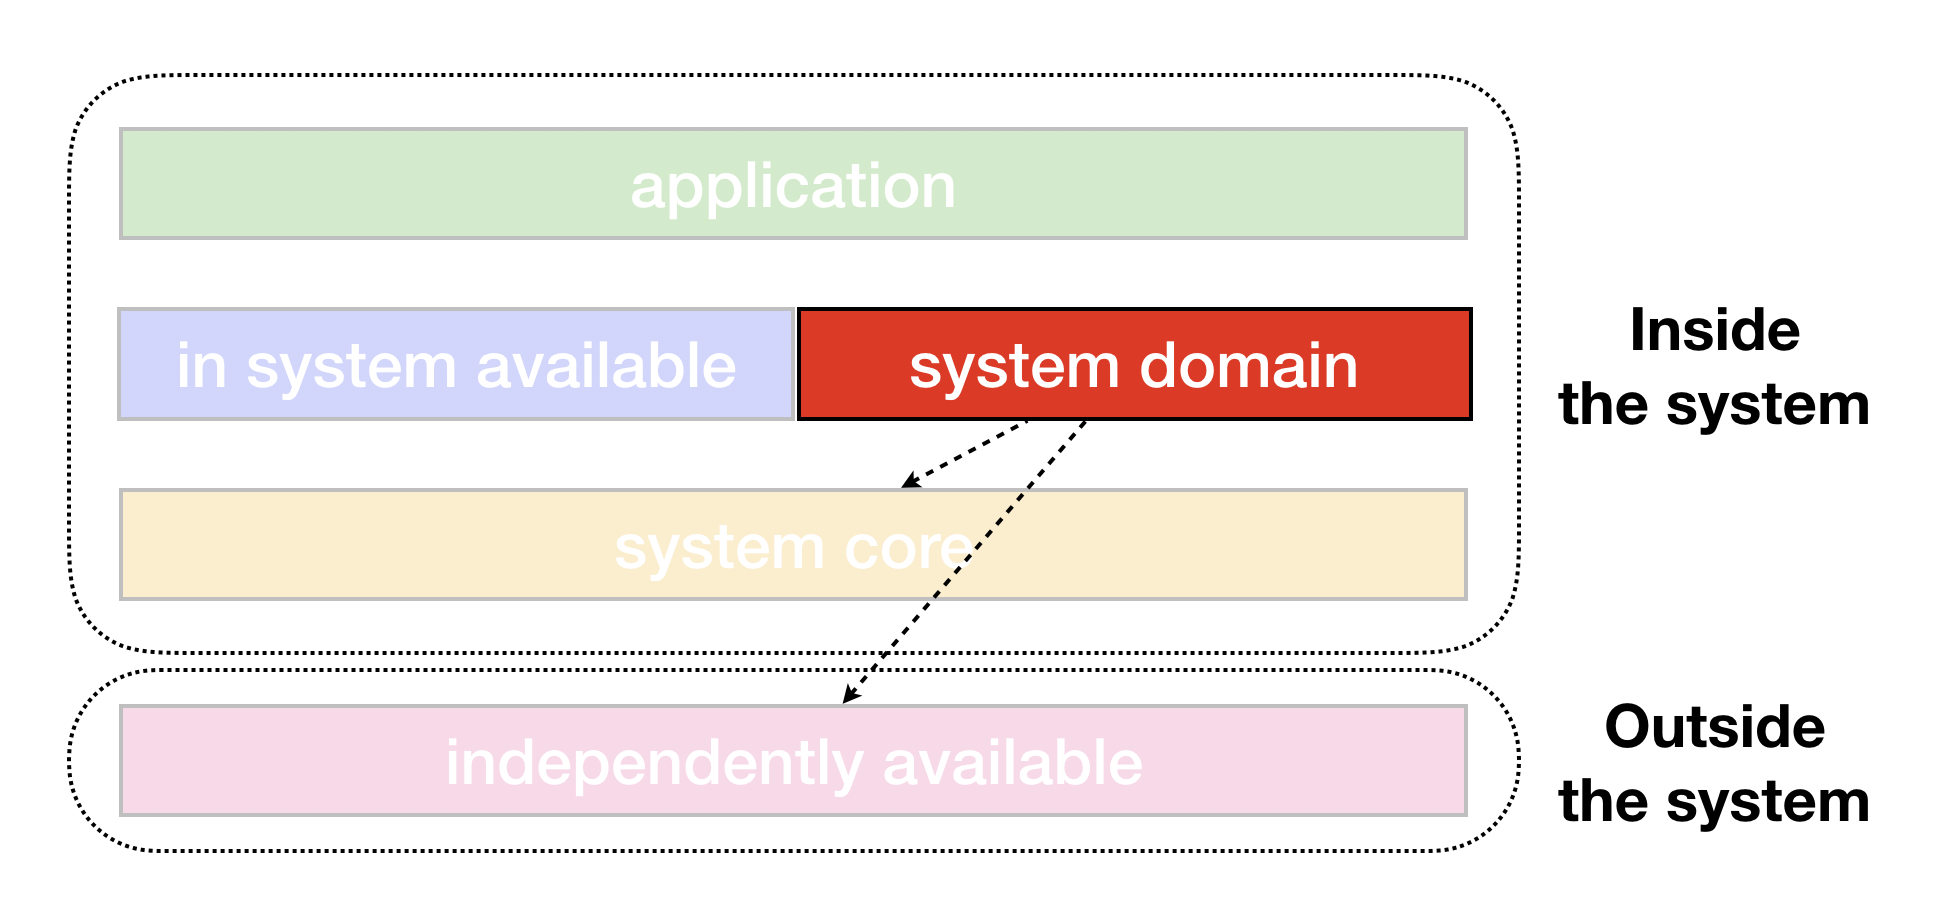 application
in system available
system domain
Inside
the system
system core
independently available
Outside
the system